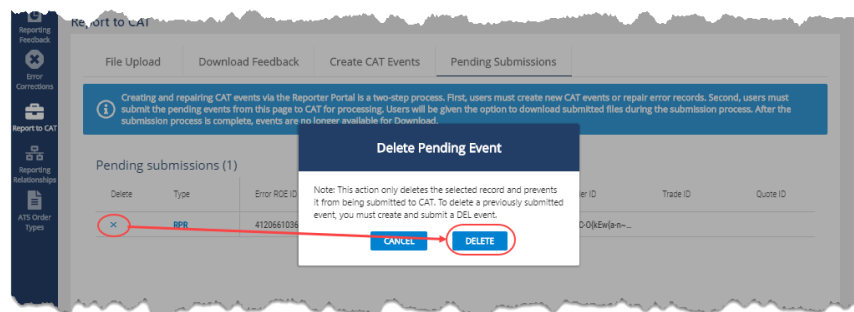 Reporting
Feedback
Error
Corrections
Report to CAT
Reporting
Relationships
ATS Order
Types
Report to CAT
File Upload Download Feedback Create CAT Events Pending Submissions
Creating and repairing CAT events via the Reporter Portal is a two-step process. First, users must create new CAT events or repair error records. Second, users must
submit the pending events from this page to CAT for processing. Users will be given the option to download submitted files during the submission process. After the
submission process is complete, events are no longer available for Download.
Pending submissions (1)
Delete Type Error ROE ID er ID Trade ID Quote ID
RPR 4120661036
Delete Pending Event
Note: This action only deletes the selected record and prevents
it from being submitted to CAT. To delete a previously submitted
event, you must create and submit a DEL event.
CANCEL DELETE